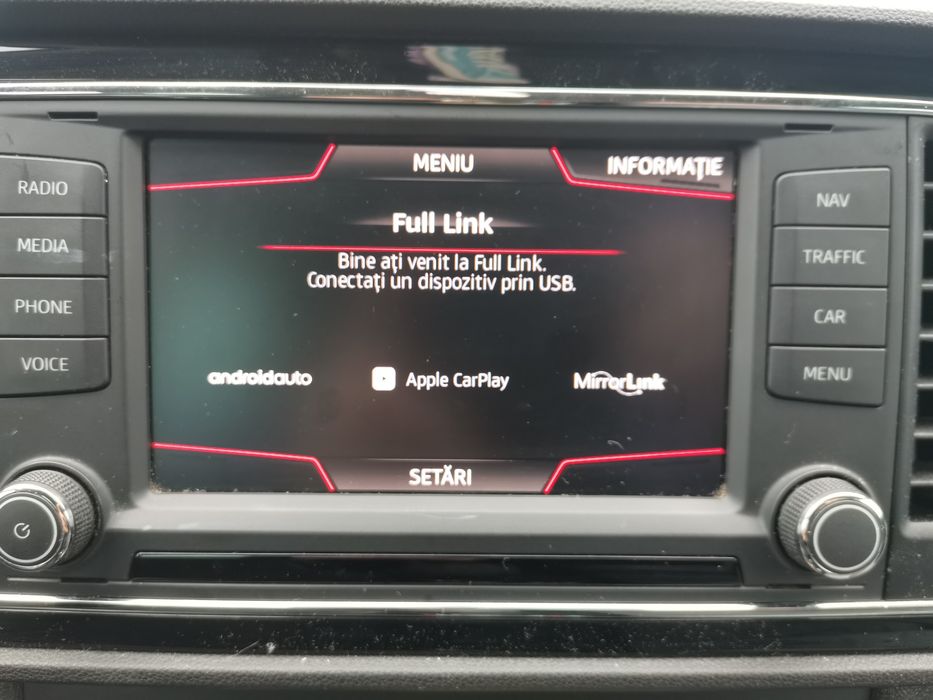 MENIU
INFORMAȚIE
RADIO
MEDIA
PHONE
VOICE
Full Link
Bine ați venit la Full Link.
Conectați un dispozitiv prin USB.
androidauto
Apple CarPlay
MirrorLink
SETĂRI
NAV
TRAFFIC
CAR
MENU